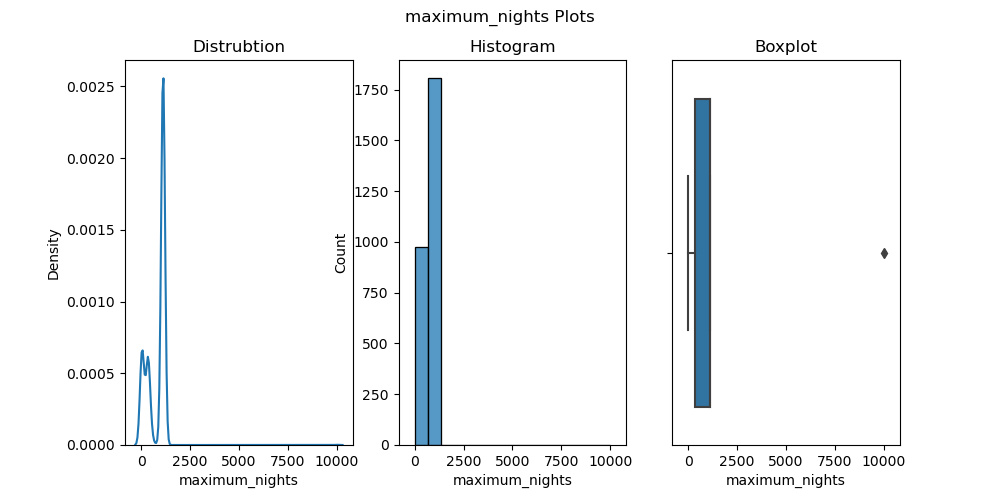 maximum_nights Plots
Distrubtion
Histogram
Boxplot
Density
0.0025
0.0020
0.0015
0.0010
0.0005
0.0000
0 2500 5000 7500 10000
maximum_nights
Count
1750
1500
1250
1000
750
500
250
0
0 2500 5000 7500 10000
maximum_nights
0 2500 5000 7500 10000
maximum_nights